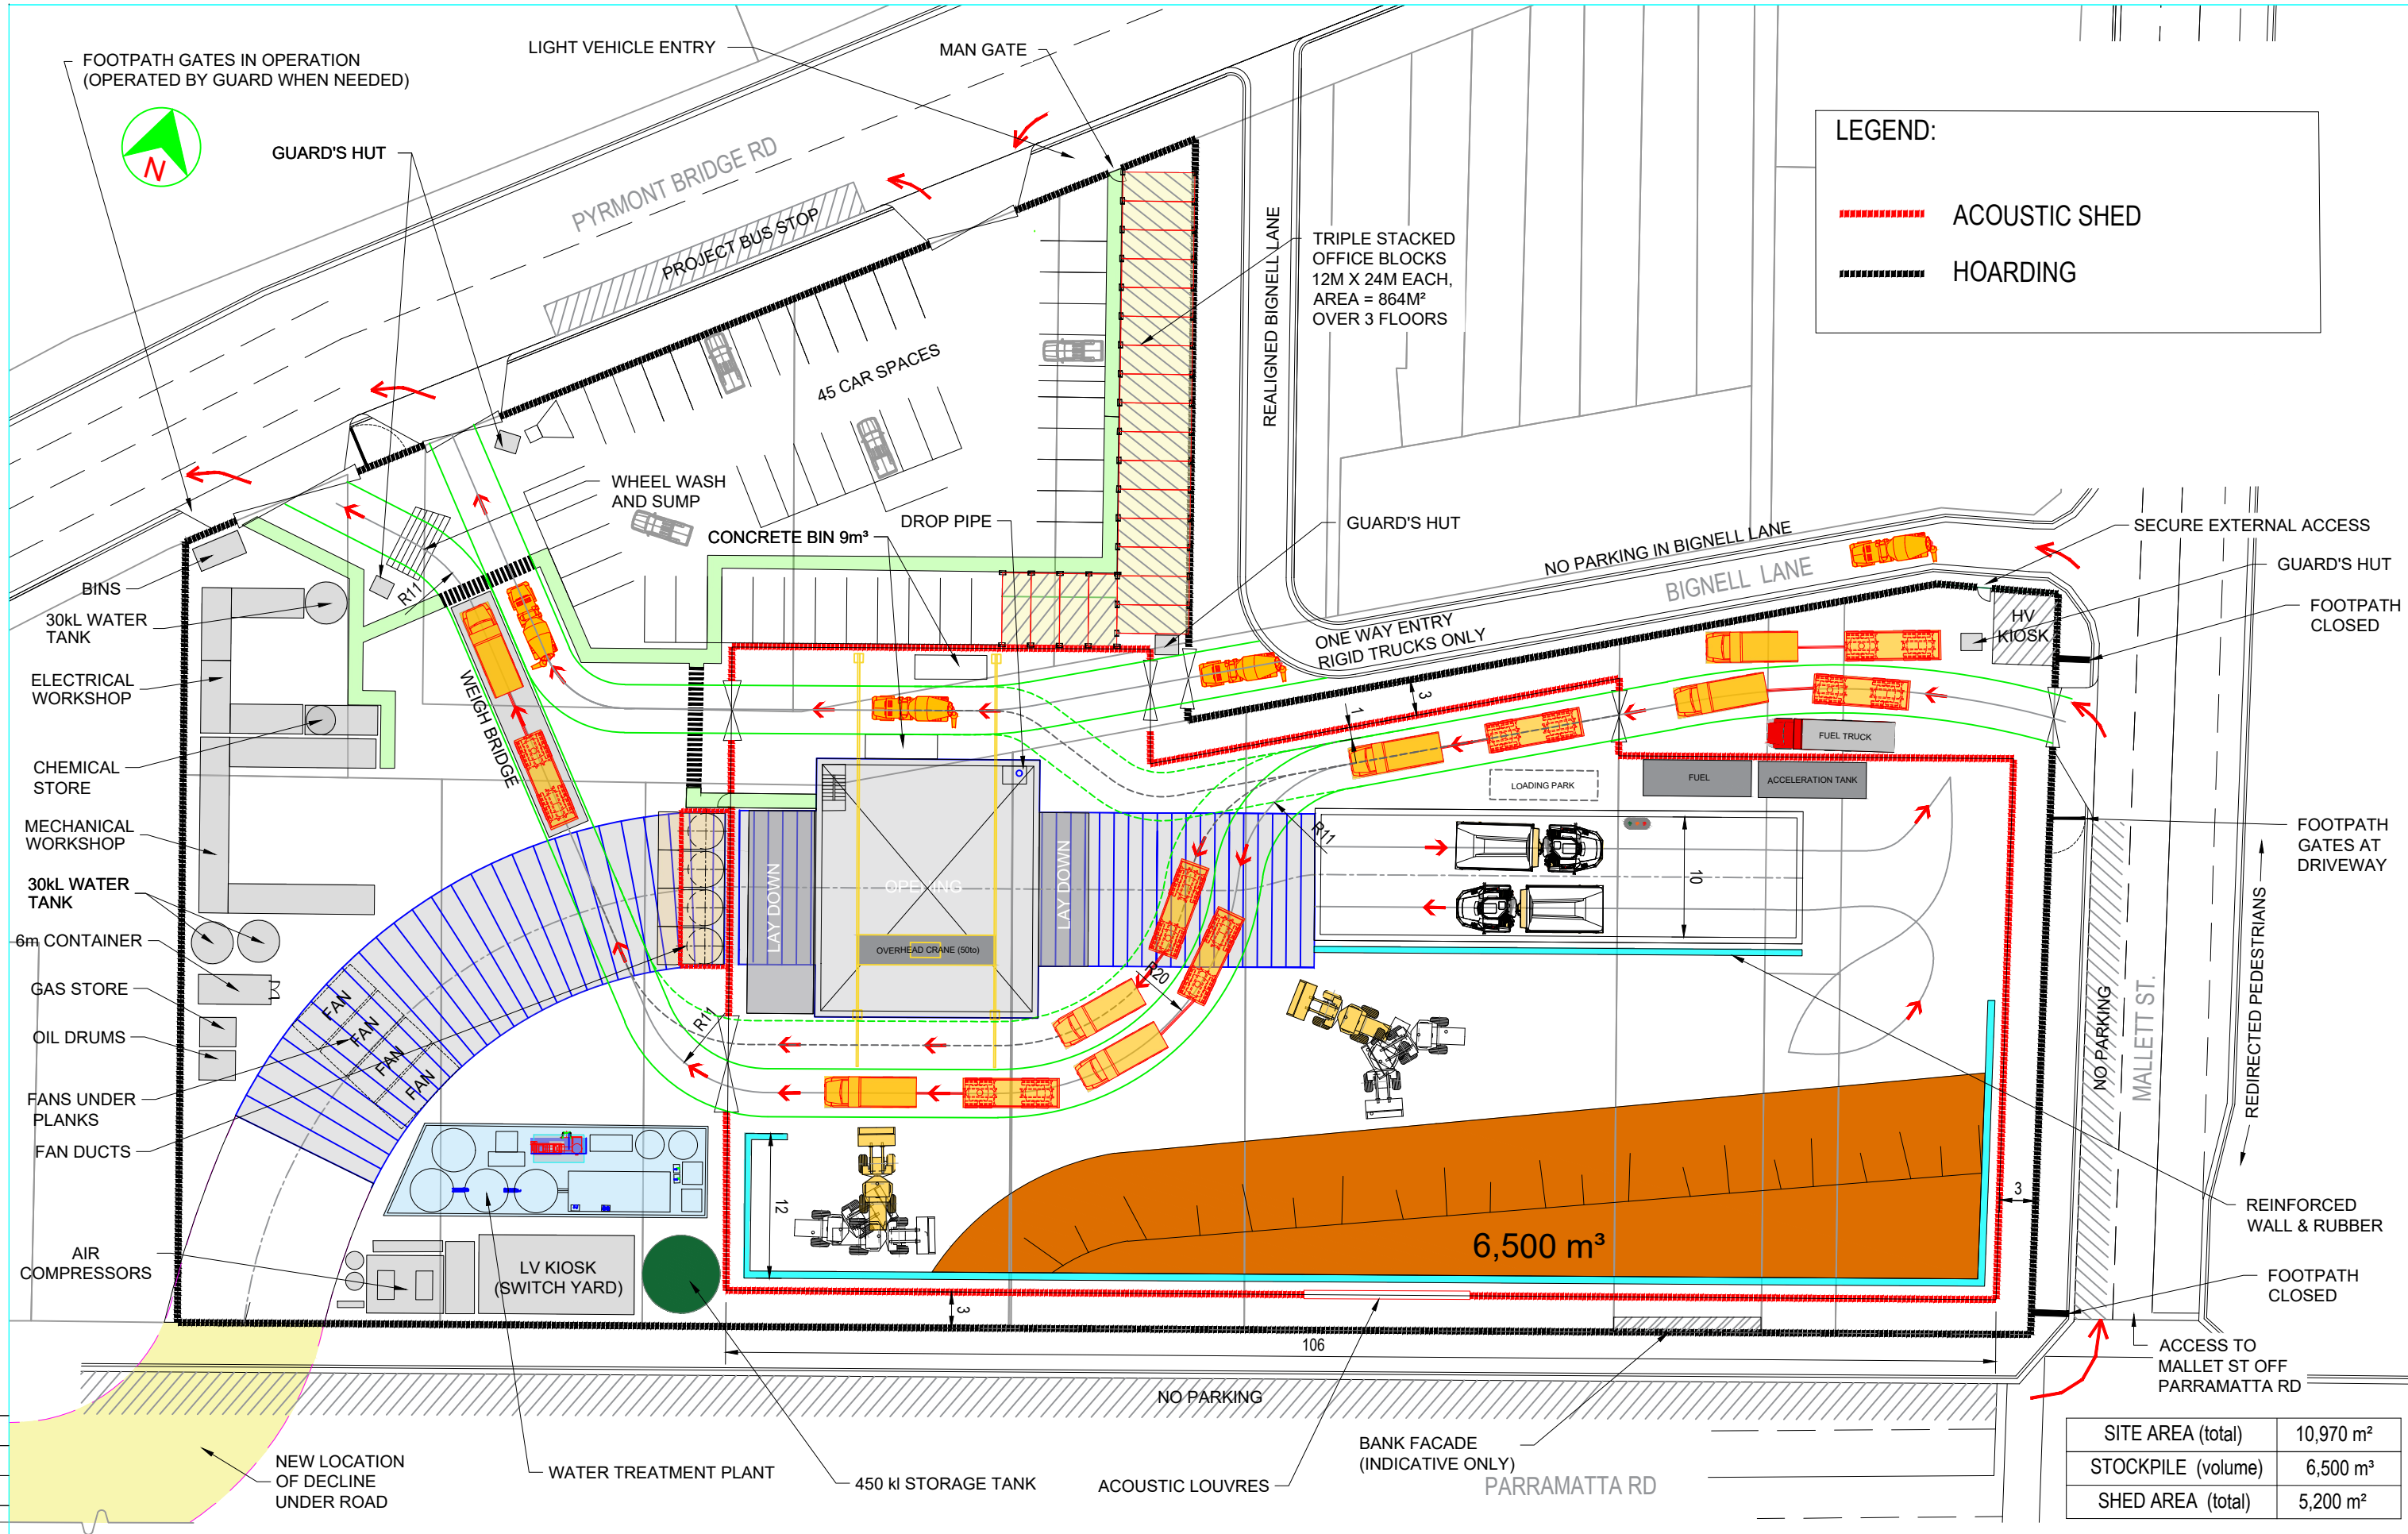 FOOTPATH GATES IN OPERATION
(OPERATED BY GUARD WHEN NEEDED)
LIGHT VEHICLE ENTRY
MAN GATE
N
GUARD'S HUT
PYRMONT BRIDGE RD
PROJECT BUS STOP
LEGEND:
ACOUSTIC SHED
HOARDING
TRIPLE STACKED
OFFICE BLOCKS
12M X 24M EACH,
AREA = 864M²
OVER 3 FLOORS
REALIGNED BIGNELL LANE
45 CAR SPACES
WHEEL WASH
AND SUMP
CONCRETE BIN 9m³
DROP PIPE
GUARD'S HUT
NO PARKING IN BIGNELL LANE
BIGNELL LANE
ONE WAY ENTRY
RIGID TRUCKS ONLY
SECURE EXTERNAL ACCESS
GUARD'S HUT
FOOTPATH
CLOSED
HV
KIOSK
BINS
30kL WATER
TANK
ELECTRICAL
WORKSHOP
CHEMICAL
STORE
MECHANICAL
WORKSHOP
30kL WATER
TANK
6m CONTAINER
GAS STORE
OIL DRUMS
FANS UNDER
PLANKS
FAN DUCTS
AIR
COMPRESSORS
R11
WEIGH BRIDGE
3
1
FUEL TRUCK
FUEL
ACCELERATION TANK
LOADING PARK
R11
10
LAY DOWN
OPENING
LAY DOWN
OVERHEAD CRANE (50to)
R20
R11
FAN
FAN
FAN
FAN
FOOTPATH
GATES AT
DRIVEWAY
NO PARKING
MALLETT ST.
REDIRECTED PEDESTRIANS
12
6,500 m³
3
3
REINFORCED
WALL & RUBBER
FOOTPATH
CLOSED
LV KIOSK
(SWITCH YARD)
106
ACCESS TO
MALLET ST OFF
PARRAMATTA RD
NO PARKING
NEW LOCATION
OF DECLINE
UNDER ROAD
WATER TREATMENT PLANT
450 kl STORAGE TANK
ACOUSTIC LOUVRES
BANK FACADE
(INDICATIVE ONLY)
PARRAMATTA RD
SITE AREA (total) 10,970 m²
STOCKPILE (volume) 6,500 m³
SHED AREA (total) 5,200 m²